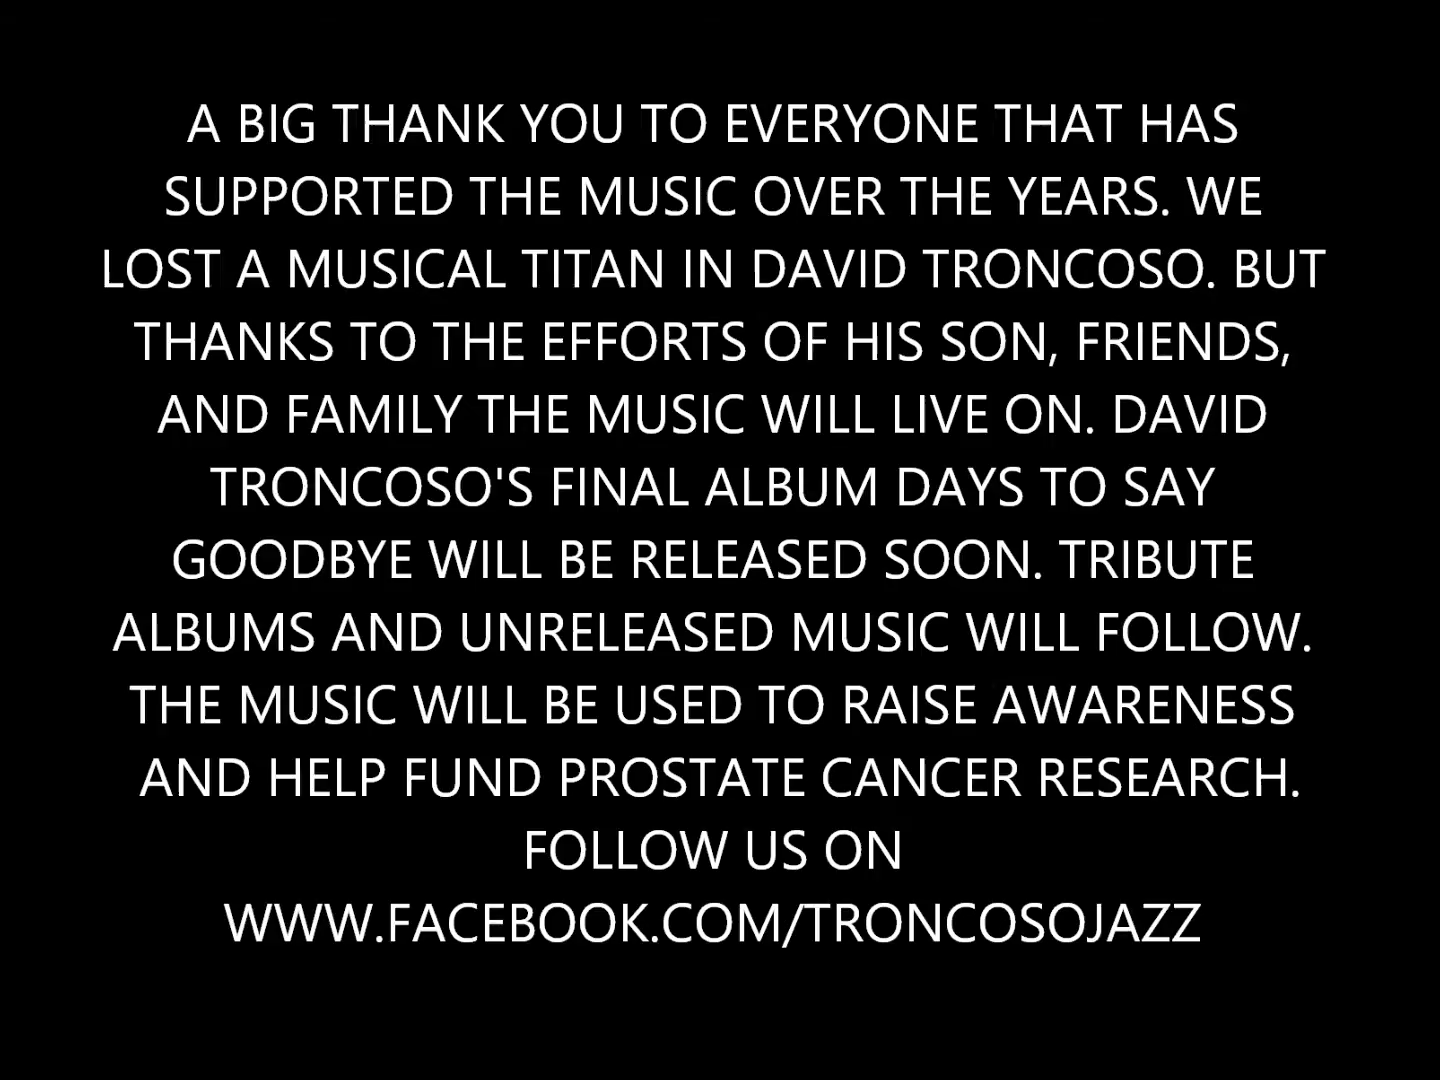 A BIG THANK YOU TO EVERYONE THAT HAS
SUPPORTED THE MUSIC OVER THE YEARS. WE
LOST A MUSICAL TITAN IN DAVID TRONCOSO. BUT
THANKS TO THE EFFORTS OF HIS SON, FRIENDS,
AND FAMILY THE MUSIC WILL LIVE ON. DAVID
TRONCOSO'S FINAL ALBUM DAYS TO SAY
GOODBYE WILL BE RELEASED SOON. TRIBUTE
ALBUMS AND UNRELEASED MUSIC WILL FOLLOW.
THE MUSIC WILL BE USED TO RAISE AWARENESS
AND HELP FUND PROSTATE CANCER RESEARCH.
FOLLOW US ON
WWW.FACEBOOK.COM/TRONCOSOJAZZ